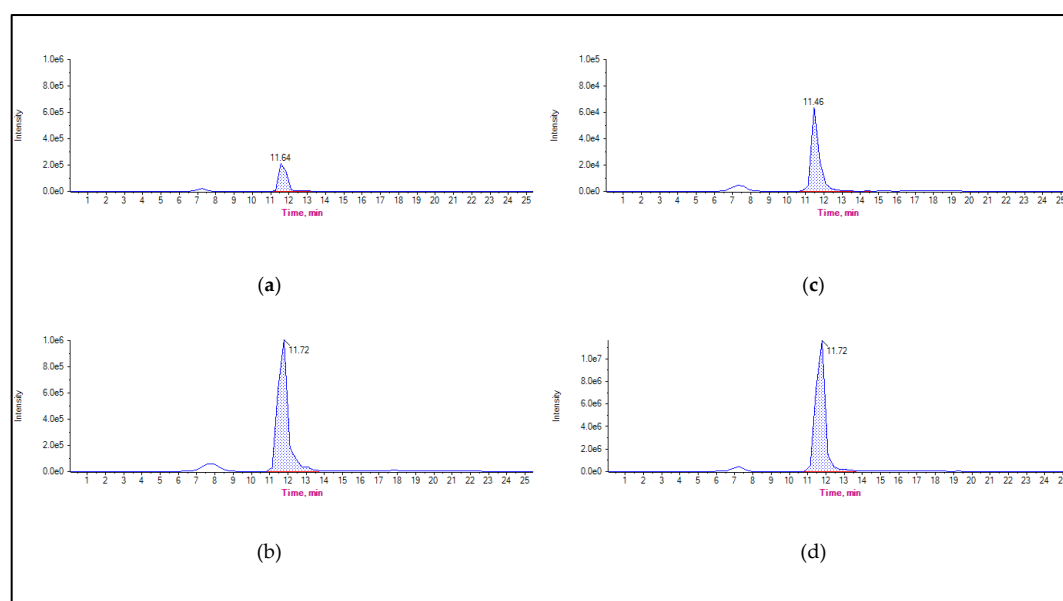 1.0e6
8.0e5
6.0e5
4.0e5
2.0e5
0.0e0
Intensity
11.64
1 2 3 4 5 6 7 8 9 10 11 12 13 14 15 16 17 18 19 20 21 22 23 24 25
Time, min
(a)
1.0e5
8.0e4
6.0e4
4.0e4
2.0e4
0.0e0
Intensity
11.46
1 2 3 4 5 6 7 8 9 10 11 12 13 14 15 16 17 18 19 20 21 22 23 24 25
Time, min
(c)
1.0e6
8.0e5
6.0e5
4.0e5
2.0e5
0.0e0
Intensity
11.72
1 2 3 4 5 6 7 8 9 10 11 12 13 14 15 16 17 18 19 20 21 22 23 24 25
Time, min
(b)
1.0e7
8.0e6
6.0e6
4.0e6
2.0e6
0.0e0
Intensity
11.72
1 2 3 4 5 6 7 8 9 10 11 12 13 14 15 16 17 18 19 20 21 22 23 24 25
Time, min
(d)